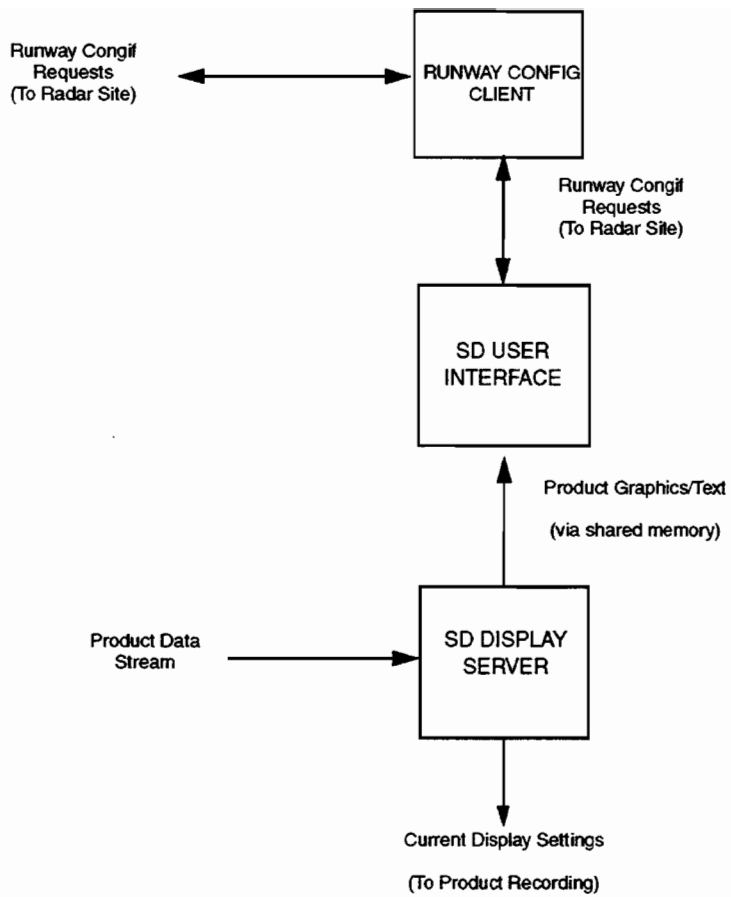 Runway Congif
Requests
(To Radar Site)
RUNWAY CONFIG
CLIENT
Runway Congif
Requests
(To Radar Site)
SD USER
INTERFACE
Product Graphics/Text
(via shared memory)
Product Data
Stream
SD DISPLAY
SERVER
Current Display Settings
(To Product Recording)